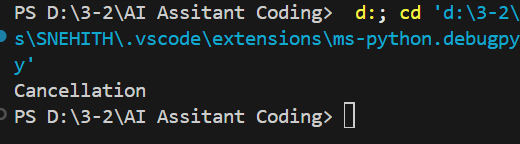 PS D:\3-2\AI Assitant Coding>  d:; cd 'd:\3-2\
s\SNEHITH\.vscode\extensions\ms-python.debugpy
y'
Cancellation
PS D:\3-2\AI Assitant Coding>